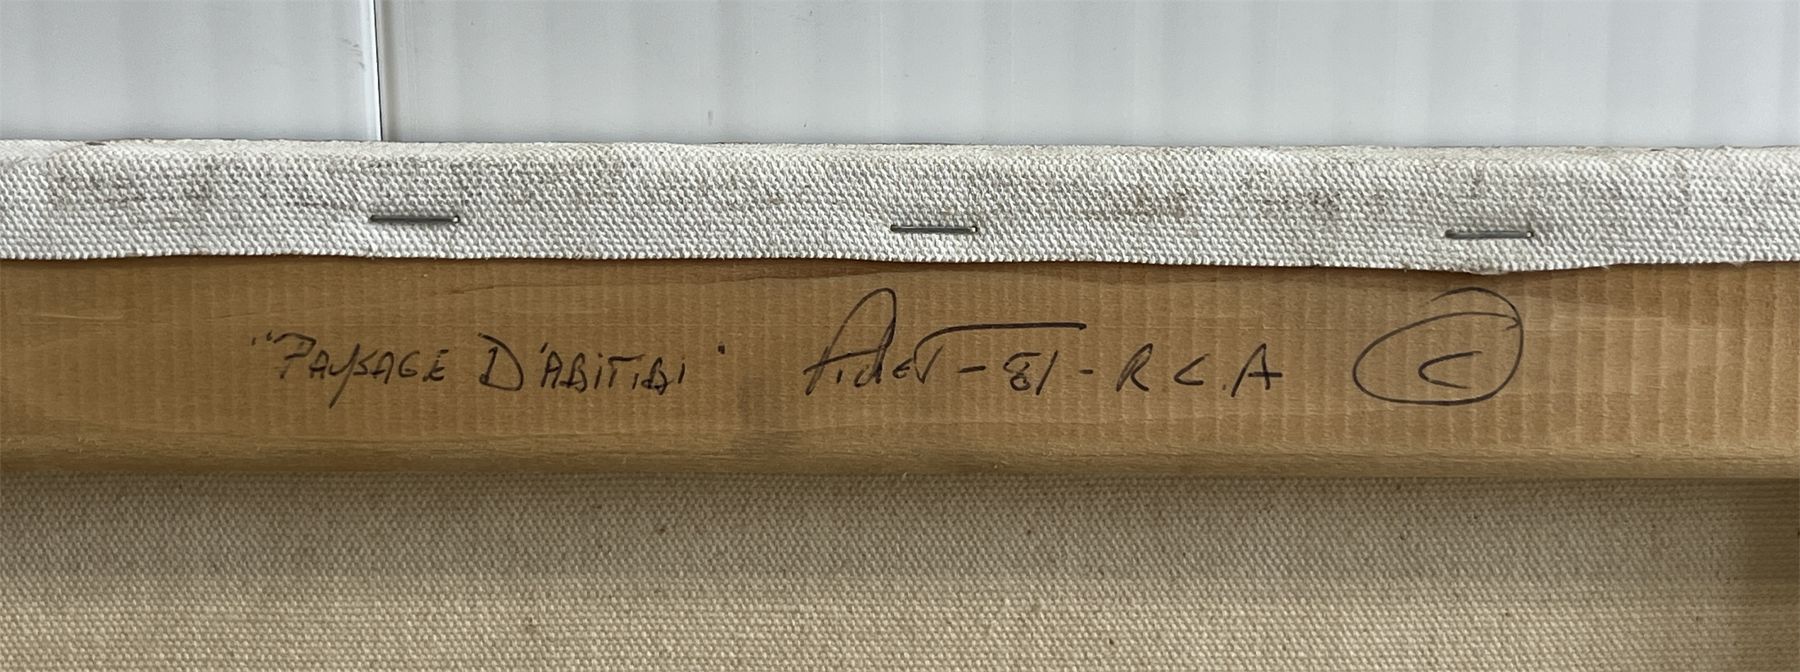 "PAYSAGE D'ABITIBI" PICHET - 81 - R C.A ©